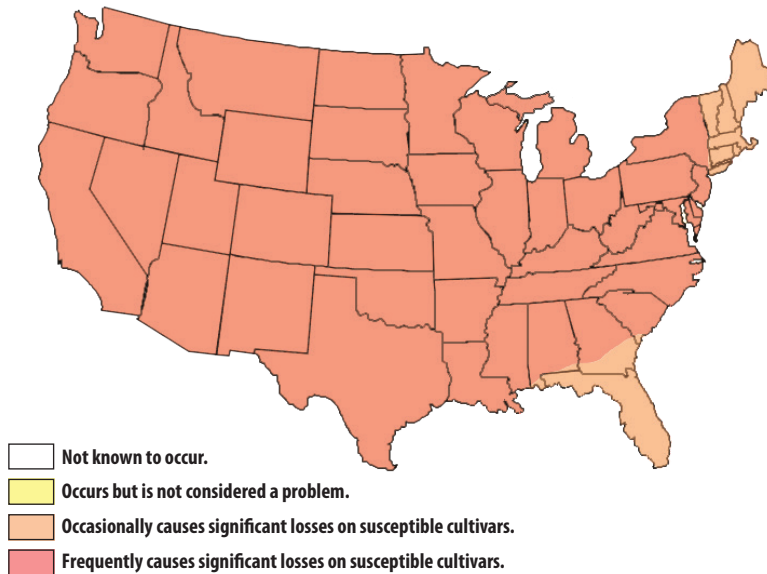 Not known to occur.
Occurs but is not considered a problem.
Occasionally causes significant losses on susceptible cultivars.
Frequently causes significant losses on susceptible cultivars.